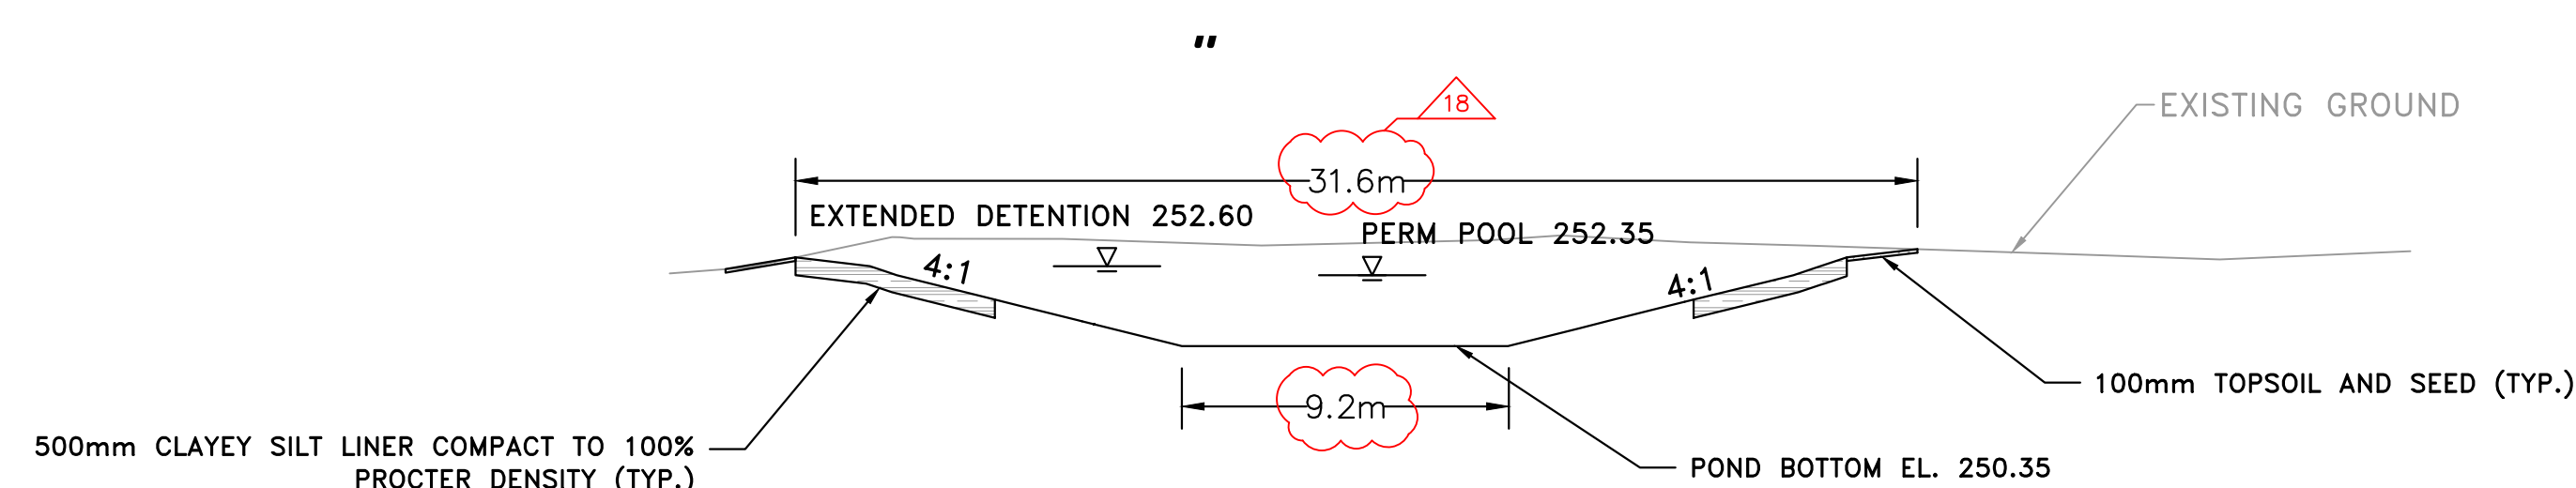 "
18
EXISTING GROUND
31.6m
EXTENDED DETENTION 252.60
PERM POOL 252.35
4:1
4:1
100mm TOPSOIL AND SEED (TYP.)
9.2m
500mm CLAYEY SILT LINER COMPACT TO 100%
PROCTER DENSITY (TYP.)
POND BOTTOM EL. 250.35